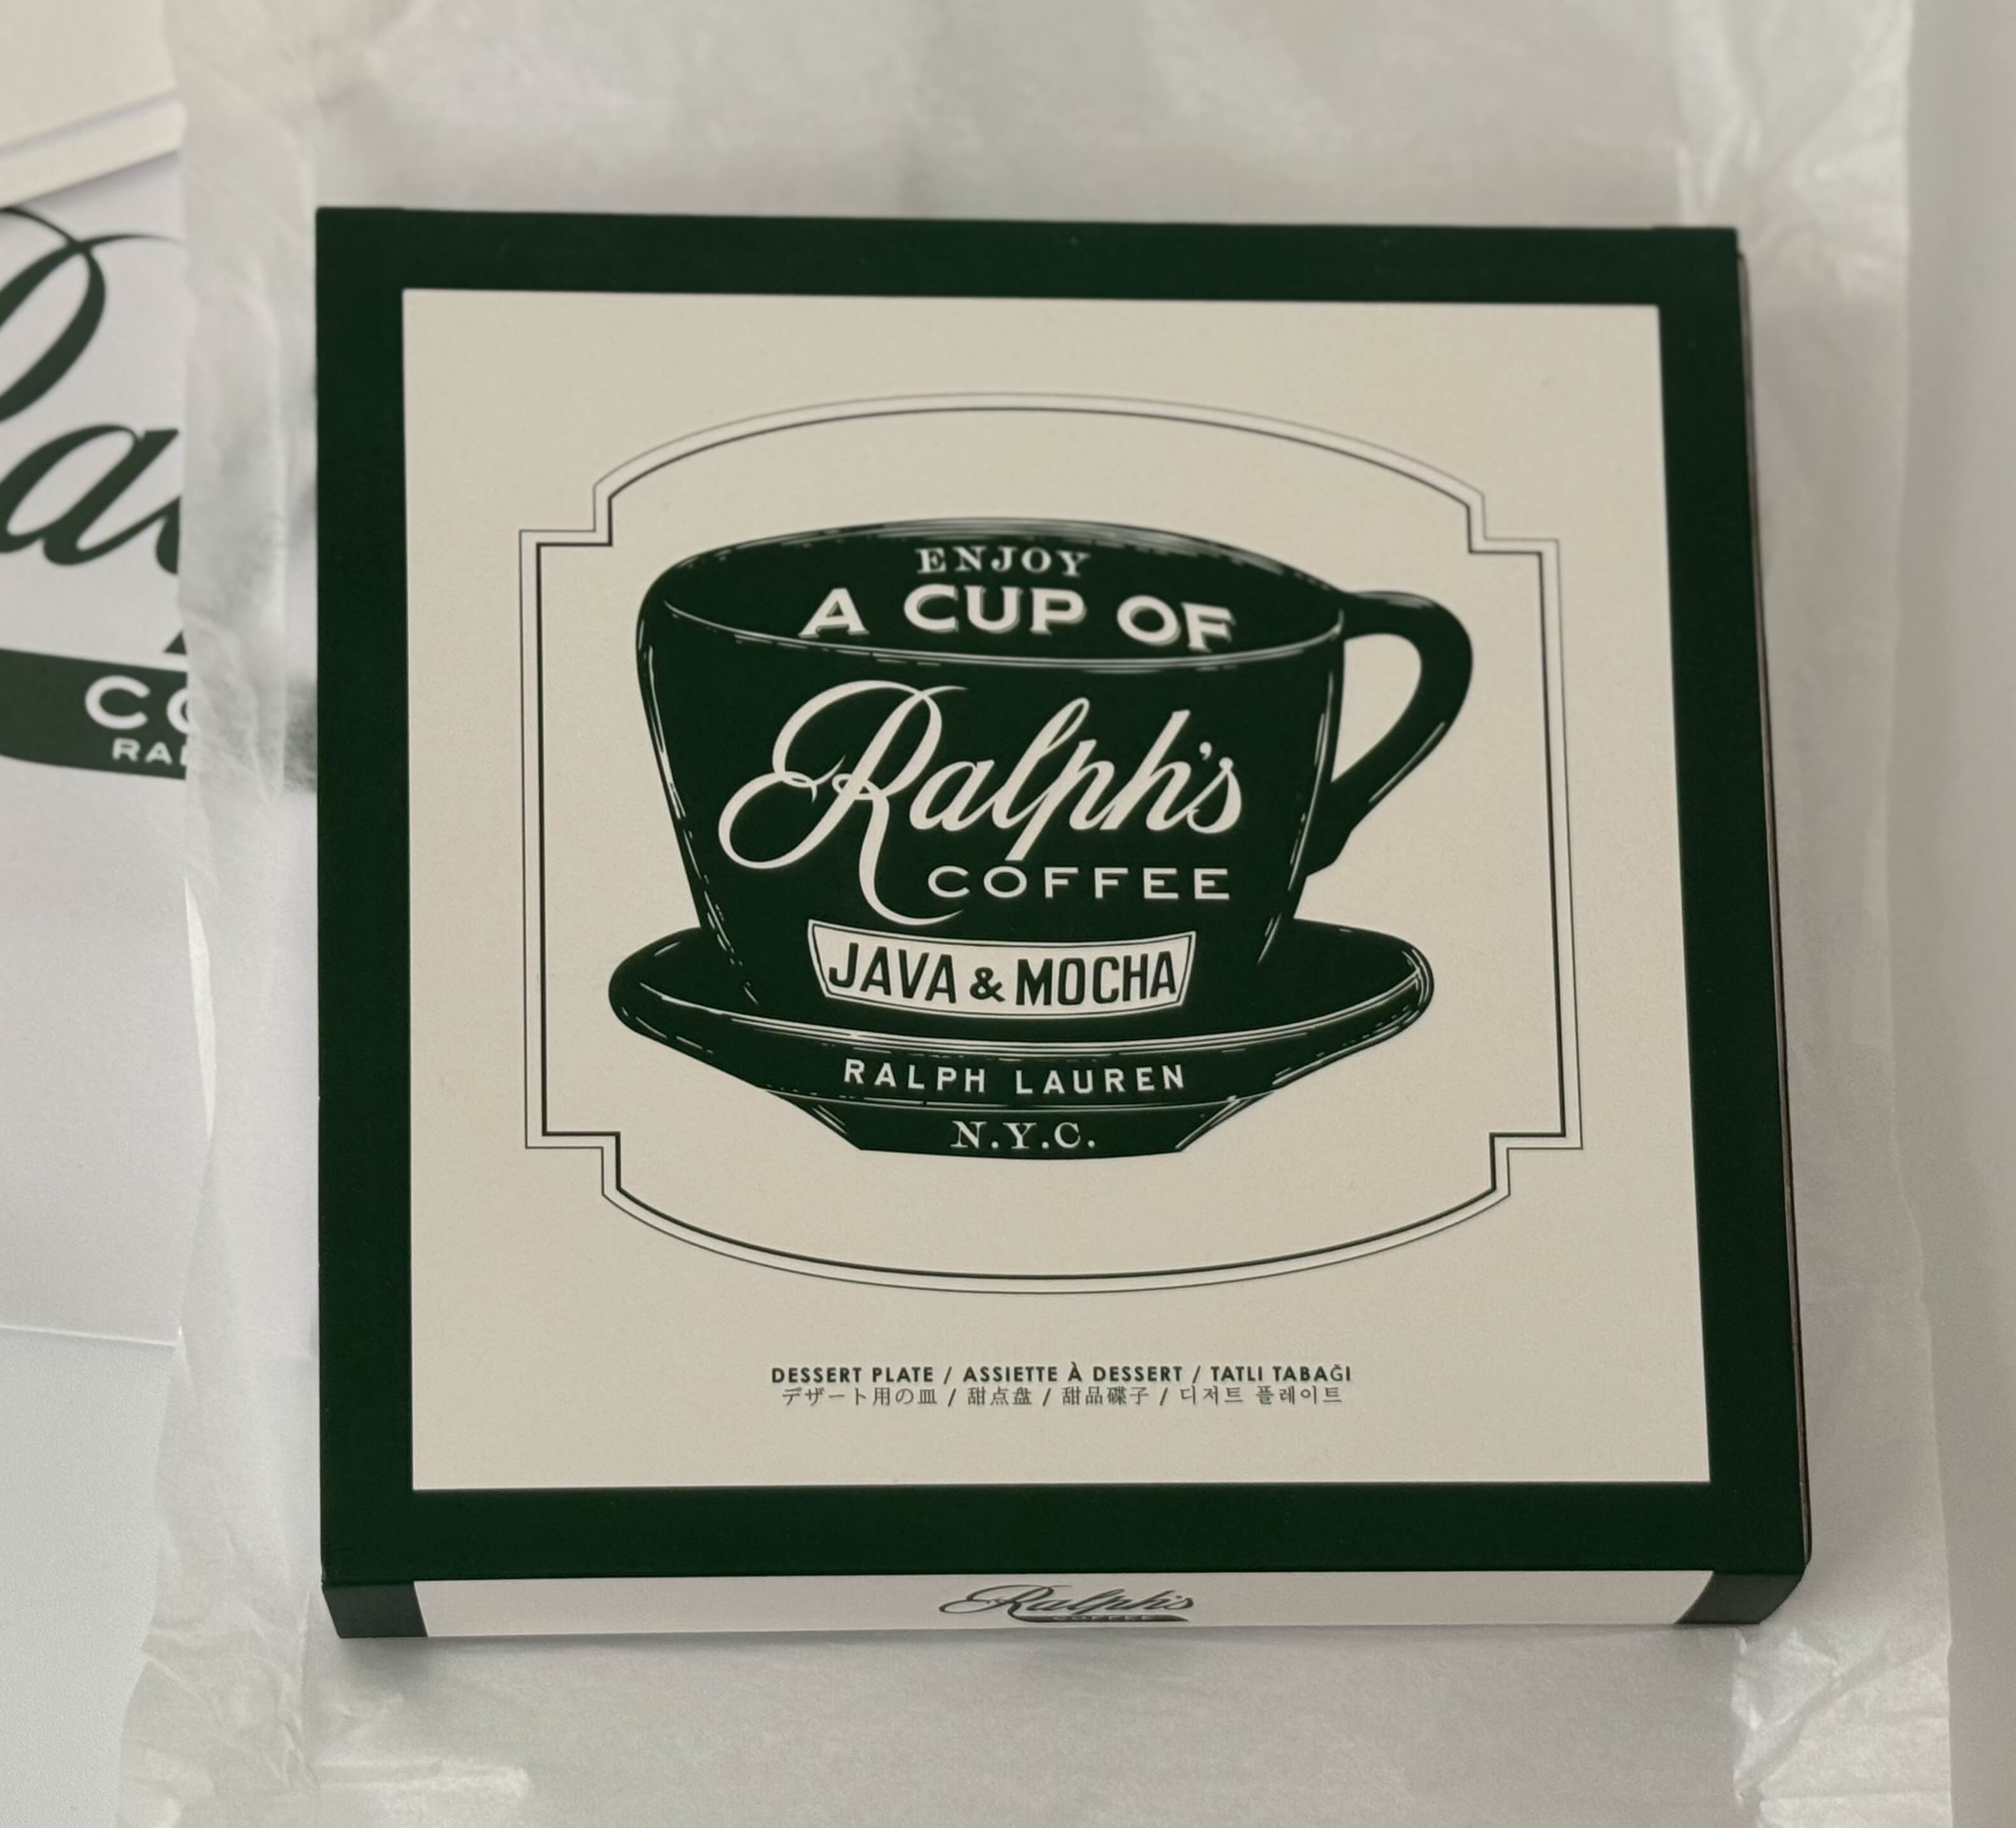 ENJOY
A CUP OF
Ralph's
COFFEE
JAVA & MOCHA
RALPH LAUREN
N.Y.C.
DESSERT PLATE / ASSIETTE À DESSERT / TATLI TABAĞI
デザート用の皿 / 甜点盘 / 甜品碟子 / 디저트 플레이트
Ralph's
COFFEE